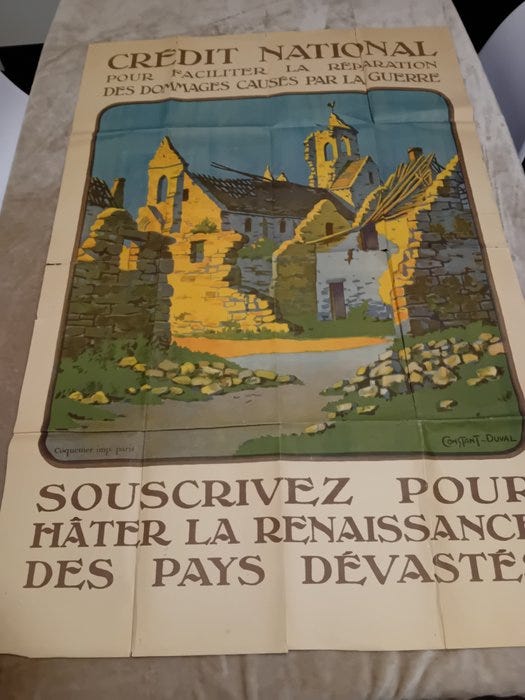 CRÉDIT NATIONAL
POUR FACILITER LA RÉPARATION
DES DOMMAGES CAUSÉS PAR LA GUERRE
Coquemer imp. paris
CONSTANT-DUVAL
SOUSCRIVEZ POUR
HÂTER LA RENAISSANCE
DES PAYS DÉVASTÉS